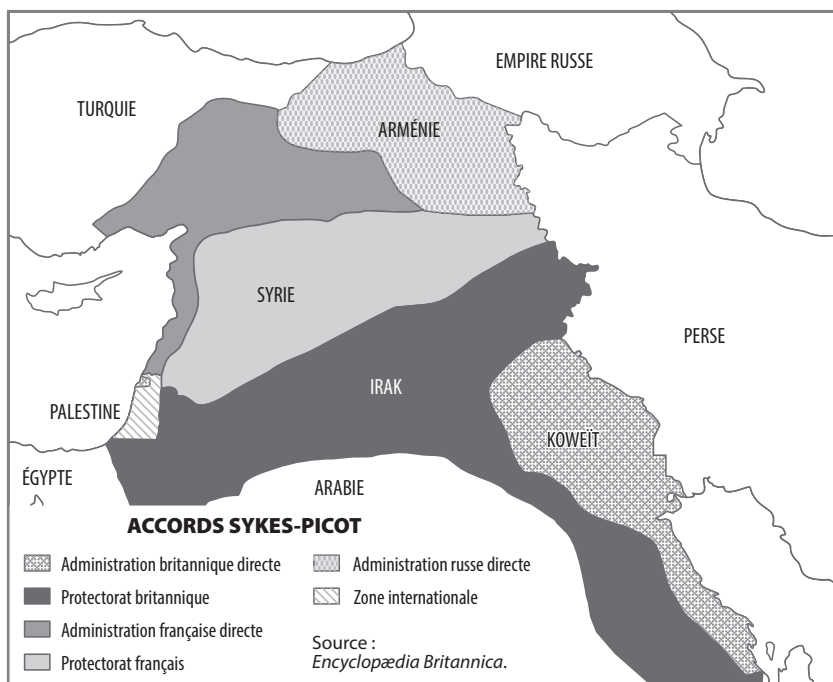 EMPIRE RUSSE
TURQUIE
ARMÉNIE
SYRIE
PERSE
IRAK
PALESTINE
KOWEÏT
ÉGYPTE
ARABIE
ACCORDS SYKES-PICOT
Administration britannique directe
Protectorat britannique
Administration française directe
Protectorat français
Administration russe directe
Zone internationale
Source :
Encyclopædia Britannica.